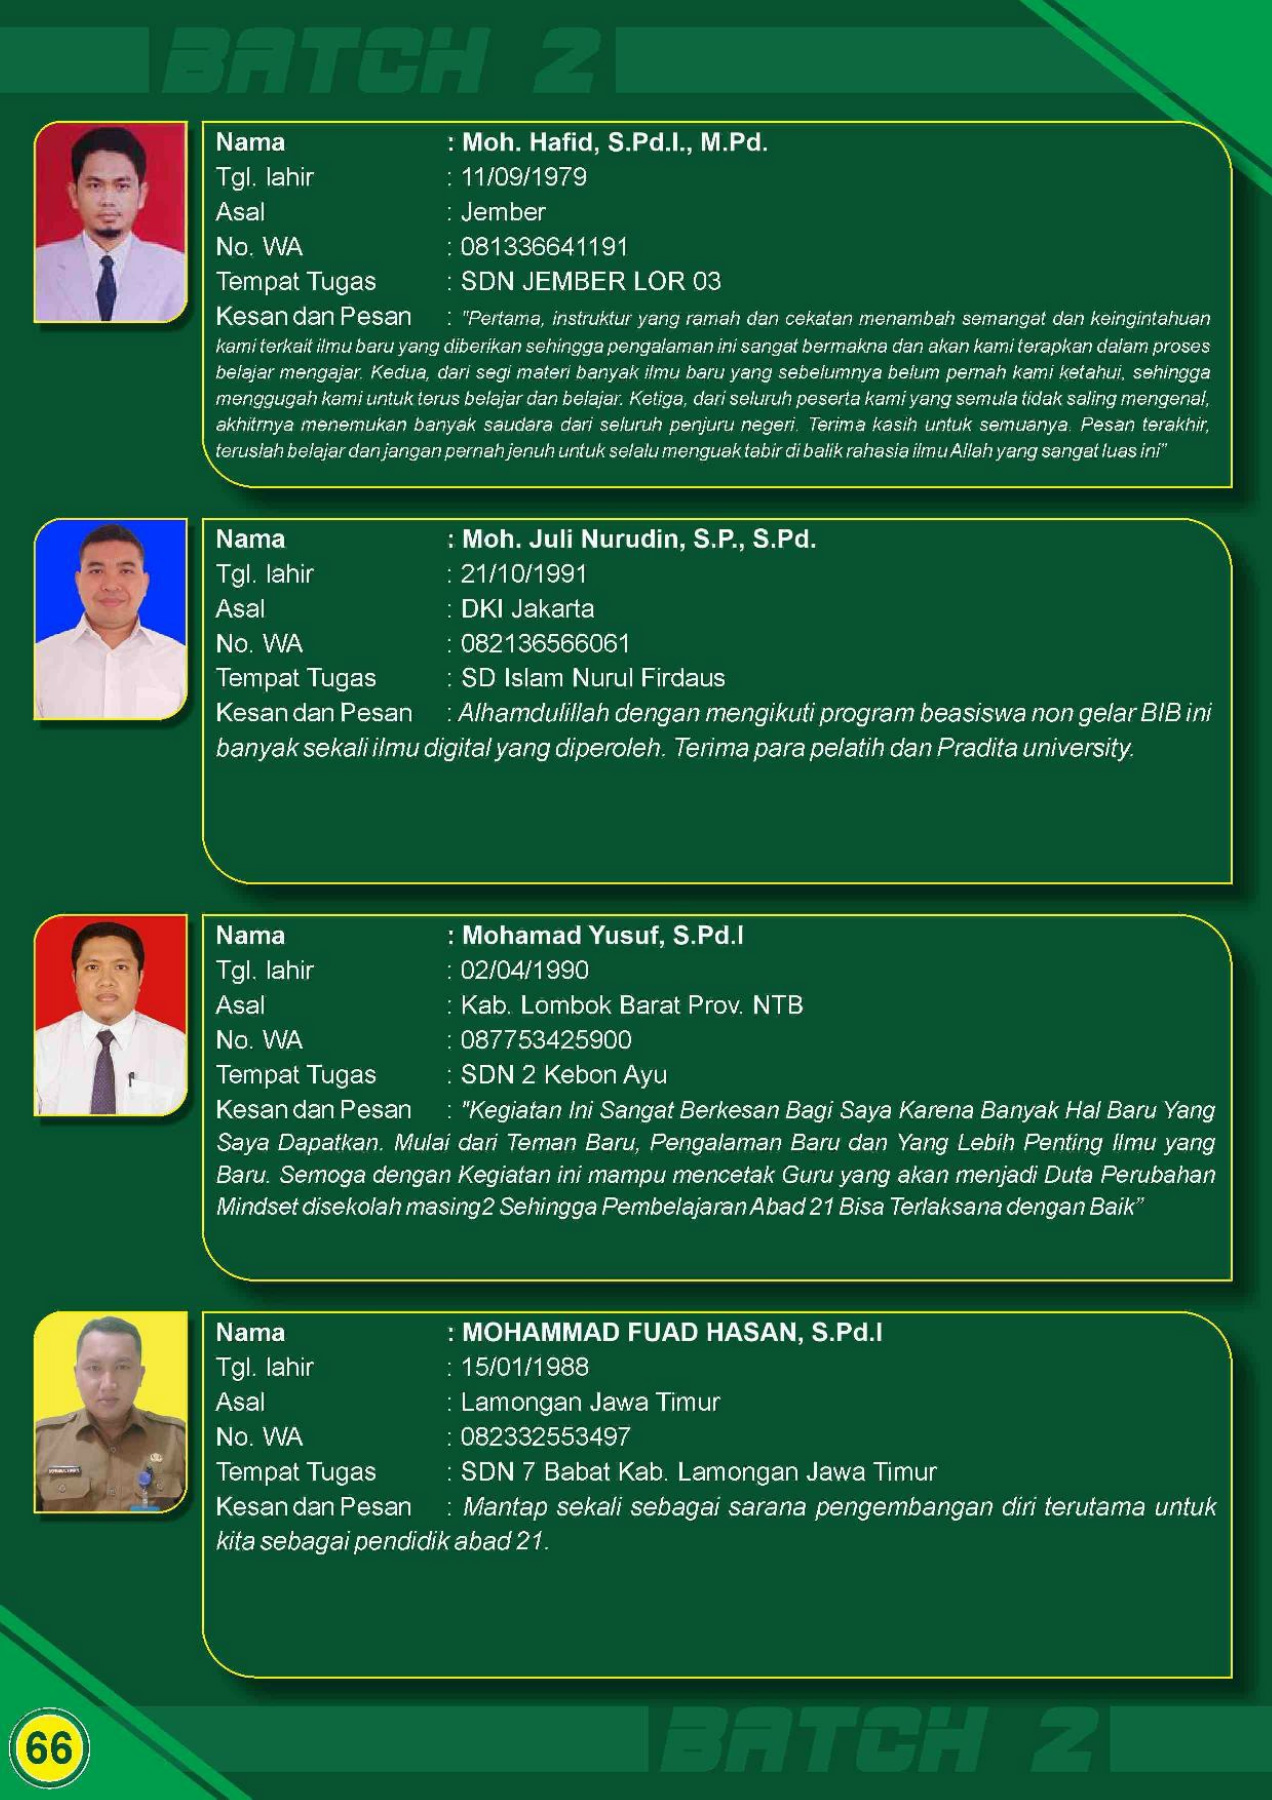 BATCH 2
Nama : Moh. Hafid, S.Pd.I., M.Pd.
Tgl. lahir : 11/09/1979
Asal : Jember
No. WA : 081336641191
Tempat Tugas : SDN JEMBER LOR 03
Kesan dan Pesan : "Pertama, instruktur yang ramah dan cekatan menambah semangat dan keingintahuan
kami terkait ilmu baru yang diberikan sehingga pengalaman ini sangat bermakna dan akan kami terapkan dalam proses
belajar mengajar. Kedua, dari segi materi banyak ilmu baru yang sebelumnya belum pernah kami ketahui, sehingga
menggugah kami untuk terus belajar dan belajar. Ketiga, dari seluruh peserta kami yang semula tidak saling mengenal,
akhitrnya menemukan banyak saudara dari seluruh penjuru negeri. Terima kasih untuk semuanya. Pesan terakhir,
teruslah belajar dan jangan pernah jenuh untuk selalu menguak tabir di balik rahasia ilmu Allah yang sangat luas ini"
Nama : Moh. Juli Nurudin, S.P., S.Pd.
Tgl. lahir : 21/10/1991
Asal : DKI Jakarta
No. WA : 082136566061
Tempat Tugas : SD Islam Nurul Firdaus
Kesan dan Pesan : Alhamdulillah dengan mengikuti program beasiswa non gelar BIB ini
banyak sekali ilmu digital yang diperoleh. Terima para pelatih dan Pradita university.
Nama : Mohamad Yusuf, S.Pd.I
Tgl. lahir : 02/04/1990
Asal : Kab. Lombok Barat Prov. NTB
No. WA : 087753425900
Tempat Tugas : SDN 2 Kebon Ayu
Kesan dan Pesan : "Kegiatan Ini Sangat Berkesan Bagi Saya Karena Banyak Hal Baru Yang
Saya Dapatkan. Mulai dari Teman Baru, Pengalaman Baru dan Yang Lebih Penting Ilmu yang
Baru. Semoga dengan Kegiatan ini mampu mencetak Guru yang akan menjadi Duta Perubahan
Mindset disekolah masing2 Sehingga Pembelajaran Abad 21 Bisa Terlaksana dengan Baik"
Nama : MOHAMMAD FUAD HASAN, S.Pd.I
Tgl. lahir : 15/01/1988
Asal : Lamongan Jawa Timur
No. WA : 082332553497
Tempat Tugas : SDN 7 Babat Kab. Lamongan Jawa Timur
Kesan dan Pesan : Mantap sekali sebagai sarana pengembangan diri terutama untuk
kita sebagai pendidik abad 21.
66
BATCH 2